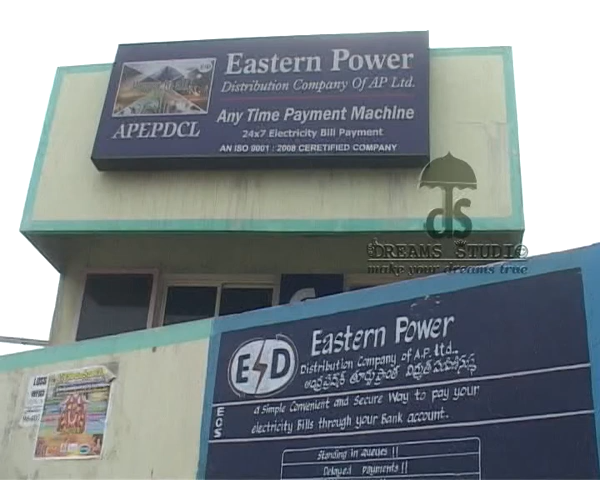 Eastern Power
Distribution Company Of AP Ltd.
APEPDCL
Any Time Payment Machine
24x7 Electricity Bill Payment
AN ISO 9001 : 2008 CERETIFIED COMPANY
ds
DREAMS STUDIO
make your dreams true
ESD
Eastern Power
Distribution Company of A.P. Ltd.
ECS
a Simple Convenient and Secure Way to pay your
electricity Bills through your Bank account.
Standing in queues !!
Delayed payments !!